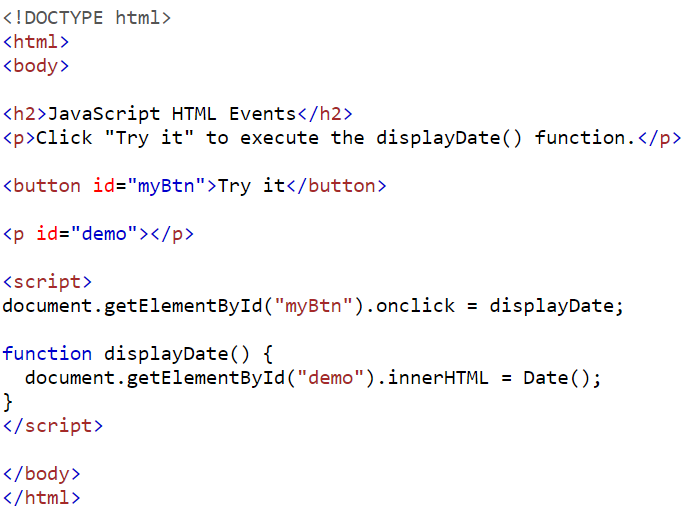 <!DOCTYPE html>
<html>
<body>
<h2>JavaScript HTML Events</h2>
<p>Click "Try it" to execute the displayDate() function.</p>
<button id="myBtn">Try it</button>
<p id="demo"></p>
<script>
document.getElementById("myBtn").onclick = displayDate;
function displayDate() {
  document.getElementById("demo").innerHTML = Date();
}
</script>
</body>
</html>